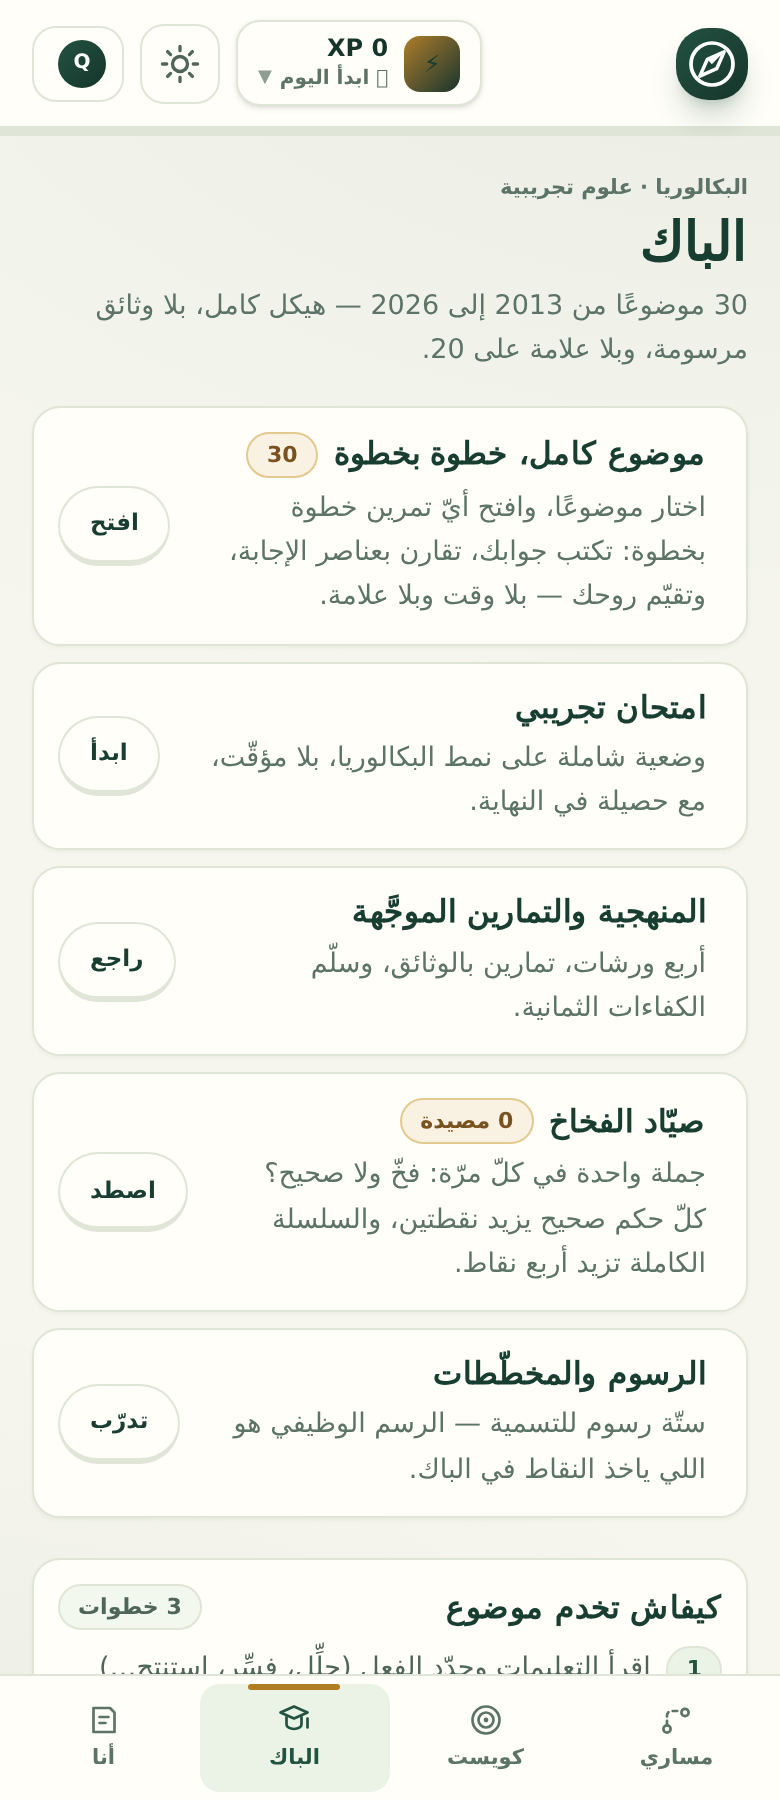 XP 0
ابدأ اليوم ▼
Q
البكالوريا · علوم تجريبية
الباك
30 موضوعًا من 2013 إلى 2026 — هيكل كامل، بلا وثائق
مرسومة، وبلا علامة على 20.
موضوع كامل، خطوة بخطوة 30
اختار موضوعًا، وافتح أيّ تمرين خطوة
بخطوة: تكتب جوابك، تقارن بعناصر الإجابة،
وتقيّم روحك — بلا وقت وبلا علامة.
افتح
امتحان تجريبي
وضعية شاملة على نمط البكالوريا، بلا مؤقّت،
مع حصيلة في النهاية.
ابدأ
المنهجية والتمارين الموجَّهة
أربع ورشات، تمارين بالوثائق، وسلّم
الكفاءات الثمانية.
راجع
صيّاد الفخاخ 0 مصيدة
جملة واحدة في كلّ مرّة: فخّ ولا صحيح؟
كلّ حكم صحيح يزيد نقطتين، والسلسلة
الكاملة تزيد أربع نقاط.
اصطد
الرسوم والمخطّطات
ستّة رسوم للتسمية — الرسم الوظيفي هو
اللي ياخذ النقاط في الباك.
تدرّب
كيفاش تخدم موضوع 3 خطوات
1 اقرأ التعليمات وحدّد الفعل (حلِّل، فسِّر، استنتج...)
مساري
كويست
الباك
أنا